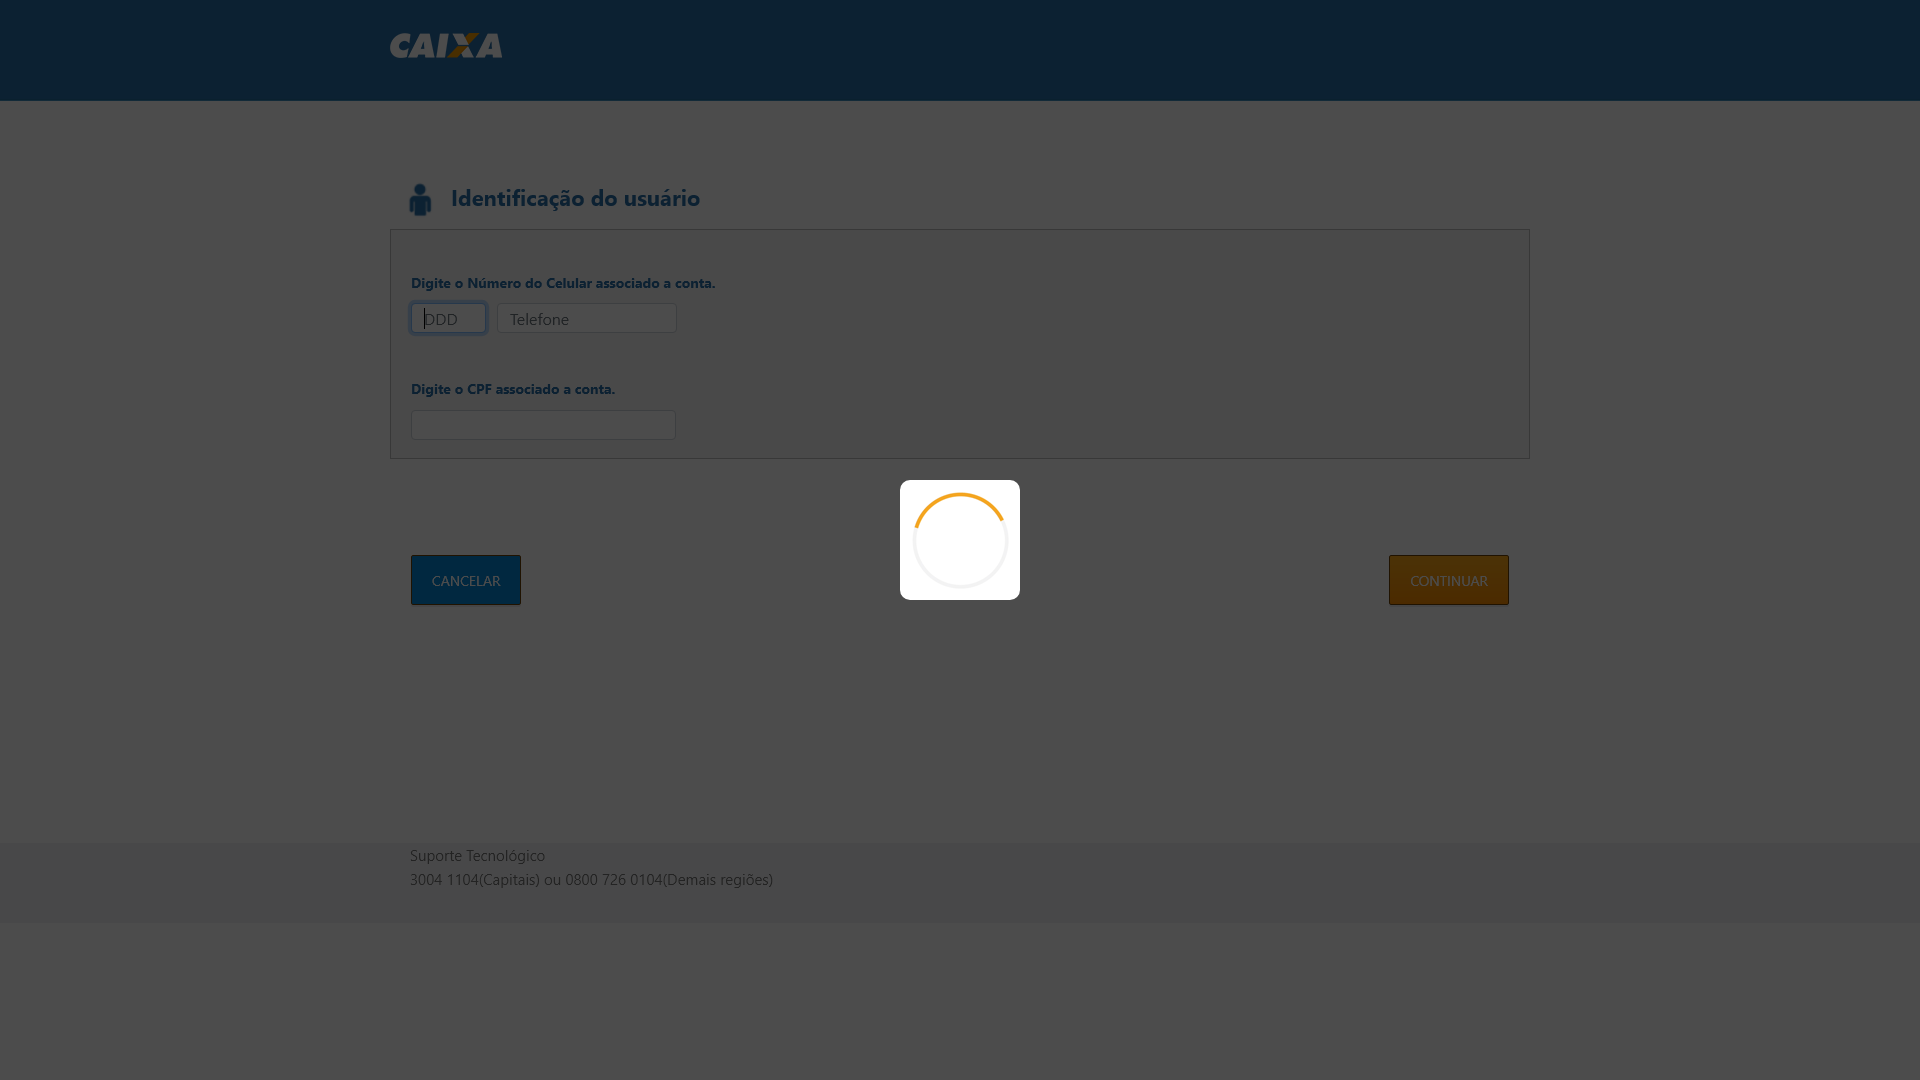 CAIXA
Identificação do usuário
Digite o Número do Celular associado a conta.
DDD Telefone
Digite o CPF associado a conta.
CANCELAR CONTINUAR
Suporte Tecnológico
3004 1104(Capitais) ou 0800 726 0104(Demais regiões)